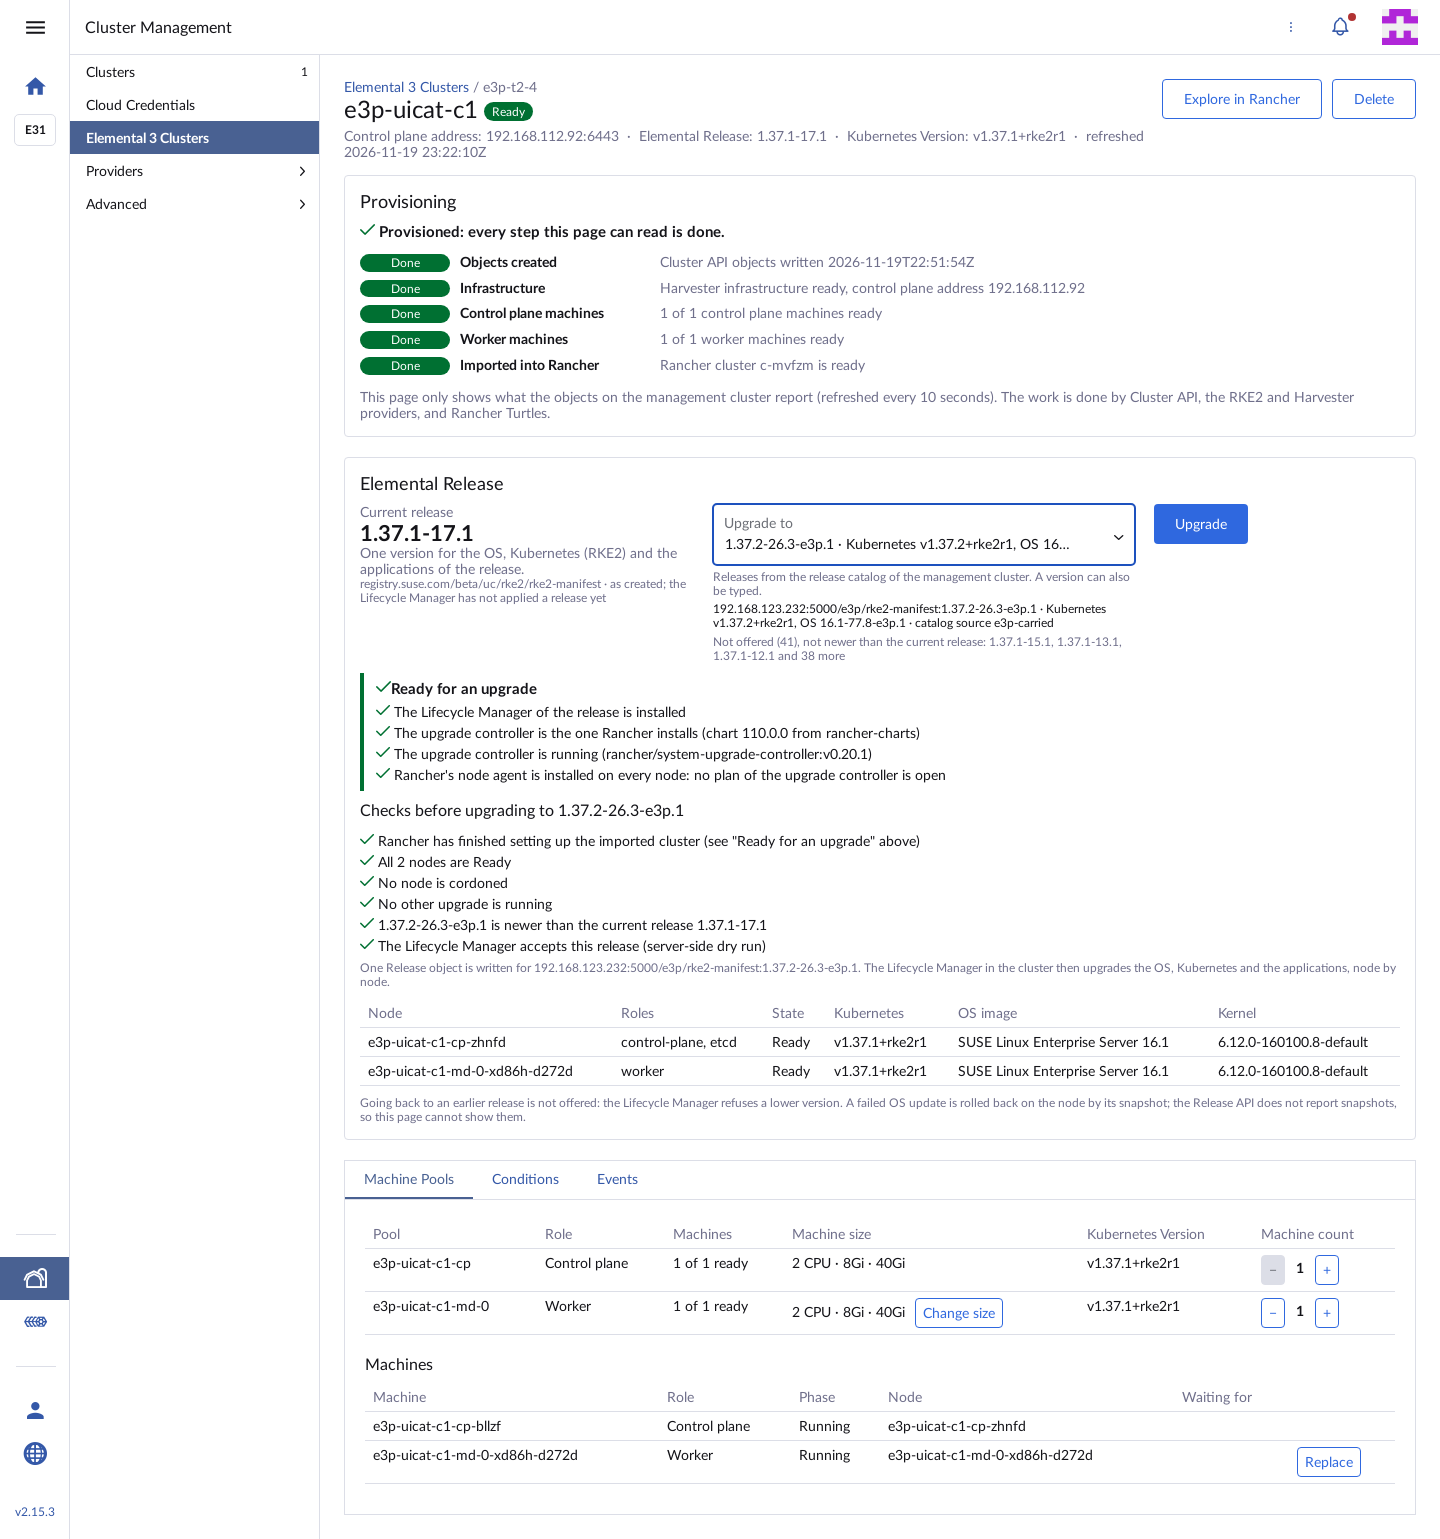 Cluster Management
E31
Clusters 1
Cloud Credentials
Elemental 3 Clusters
Providers
Advanced
Elemental 3 Clusters / e3p-t2-4
e3p-uicat-c1 Ready
Explore in Rancher
Delete
Control plane address: 192.168.112.92:6443 · Elemental Release: 1.37.1-17.1 · Kubernetes Version: v1.37.1+rke2r1 · refreshed
2026-11-19 23:22:10Z
Provisioning
Provisioned: every step this page can read is done.
Done Objects created Cluster API objects written 2026-11-19T22:51:54Z
Done Infrastructure Harvester infrastructure ready, control plane address 192.168.112.92
Done Control plane machines 1 of 1 control plane machines ready
Done Worker machines 1 of 1 worker machines ready
Done Imported into Rancher Rancher cluster c-mvfzm is ready
This page only shows what the objects on the management cluster report (refreshed every 10 seconds). The work is done by Cluster API, the RKE2 and Harvester
providers, and Rancher Turtles.
Elemental Release
Current release
1.37.1-17.1
One version for the OS, Kubernetes (RKE2) and the
applications of the release.
registry.suse.com/beta/uc/rke2/rke2-manifest · as created; the
Lifecycle Manager has not applied a release yet
Upgrade to
1.37.2-26.3-e3p.1 · Kubernetes v1.37.2+rke2r1, OS 16…
Upgrade
Releases from the release catalog of the management cluster. A version can also
be typed.
192.168.123.232:5000/e3p/rke2-manifest:1.37.2-26.3-e3p.1 · Kubernetes
v1.37.2+rke2r1, OS 16.1-77.8-e3p.1 · catalog source e3p-carried
Not offered (41), not newer than the current release: 1.37.1-15.1, 1.37.1-13.1,
1.37.1-12.1 and 38 more
Ready for an upgrade
The Lifecycle Manager of the release is installed
The upgrade controller is the one Rancher installs (chart 110.0.0 from rancher-charts)
The upgrade controller is running (rancher/system-upgrade-controller:v0.20.1)
Rancher's node agent is installed on every node: no plan of the upgrade controller is open
Checks before upgrading to 1.37.2-26.3-e3p.1
Rancher has finished setting up the imported cluster (see "Ready for an upgrade" above)
All 2 nodes are Ready
No node is cordoned
No other upgrade is running
1.37.2-26.3-e3p.1 is newer than the current release 1.37.1-17.1
The Lifecycle Manager accepts this release (server-side dry run)
One Release object is written for 192.168.123.232:5000/e3p/rke2-manifest:1.37.2-26.3-e3p.1. The Lifecycle Manager in the cluster then upgrades the OS, Kubernetes and the applications, node by
node.
Node Roles State Kubernetes OS image Kernel
e3p-uicat-c1-cp-zhnfd control-plane, etcd Ready v1.37.1+rke2r1 SUSE Linux Enterprise Server 16.1 6.12.0-160100.8-default
e3p-uicat-c1-md-0-xd86h-d272d worker Ready v1.37.1+rke2r1 SUSE Linux Enterprise Server 16.1 6.12.0-160100.8-default
Going back to an earlier release is not offered: the Lifecycle Manager refuses a lower version. A failed OS update is rolled back on the node by its snapshot; the Release API does not report snapshots,
so this page cannot show them.
Machine Pools Conditions Events
Pool Role Machines Machine size Kubernetes Version Machine count
e3p-uicat-c1-cp Control plane 1 of 1 ready 2 CPU · 8Gi · 40Gi v1.37.1+rke2r1 − 1 +
e3p-uicat-c1-md-0 Worker 1 of 1 ready 2 CPU · 8Gi · 40Gi Change size v1.37.1+rke2r1 − 1 +
Machines
Machine Role Phase Node Waiting for
e3p-uicat-c1-cp-bllzf Control plane Running e3p-uicat-c1-cp-zhnfd
e3p-uicat-c1-md-0-xd86h-d272d Worker Running e3p-uicat-c1-md-0-xd86h-d272d Replace
v2.15.3